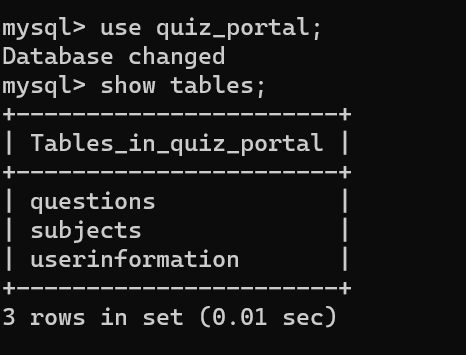 mysql> use quiz_portal;
Database changed
mysql> show tables;
+-----------------------+
| Tables_in_quiz_portal |
+-----------------------+
| questions             |
| subjects              |
| userinformation       |
+-----------------------+
3 rows in set (0.01 sec)